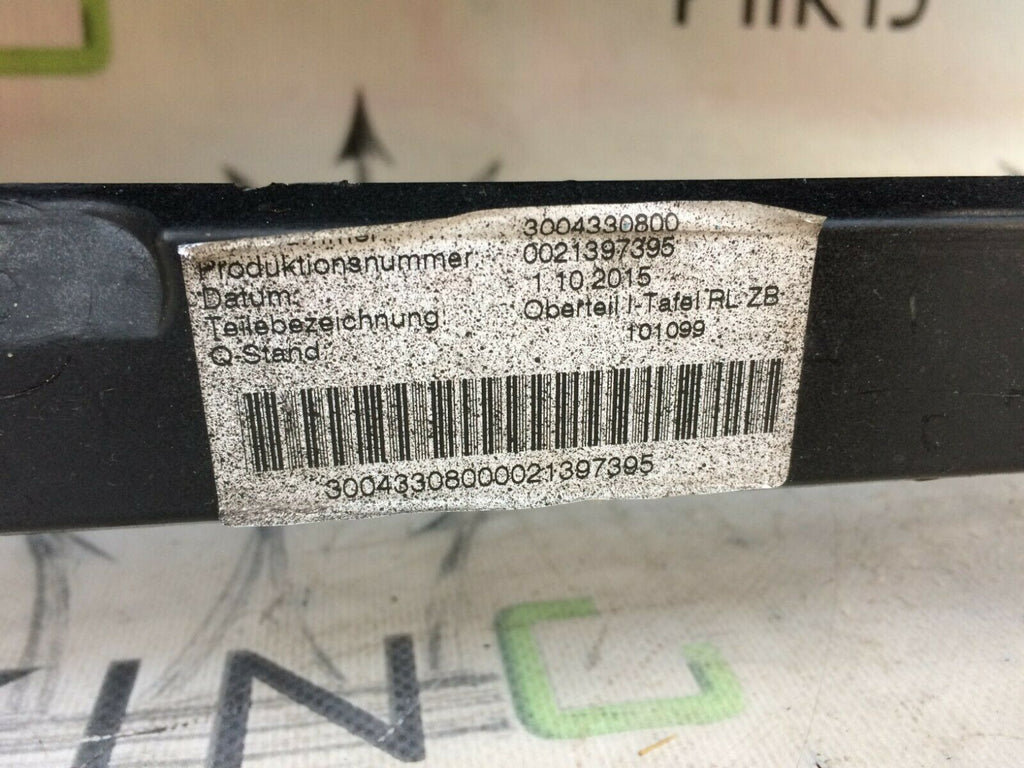 3004330800
Produktionsnummer: 0021397395
Datum: 1.10.2015
Teilebezeichnung Oberteil I-Tafel RL ZB
Q-Stand 101099
30043308000021397395